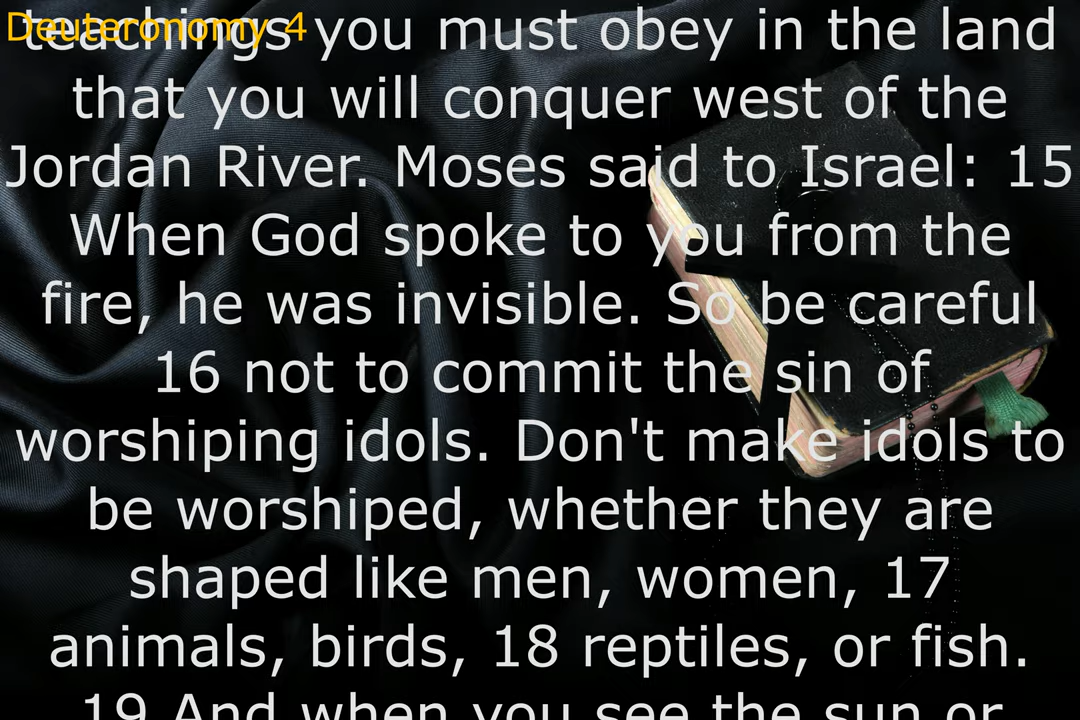 Deuteronomy 4
teachings you must obey in the land
that you will conquer west of the
Jordan River. Moses said to Israel: 15
When God spoke to you from the
fire, he was invisible. So be careful
16 not to commit the sin of
worshiping idols. Don't make idols to
be worshiped, whether they are
shaped like men, women, 17
animals, birds, 18 reptiles, or fish.
19 And when you see the sun or